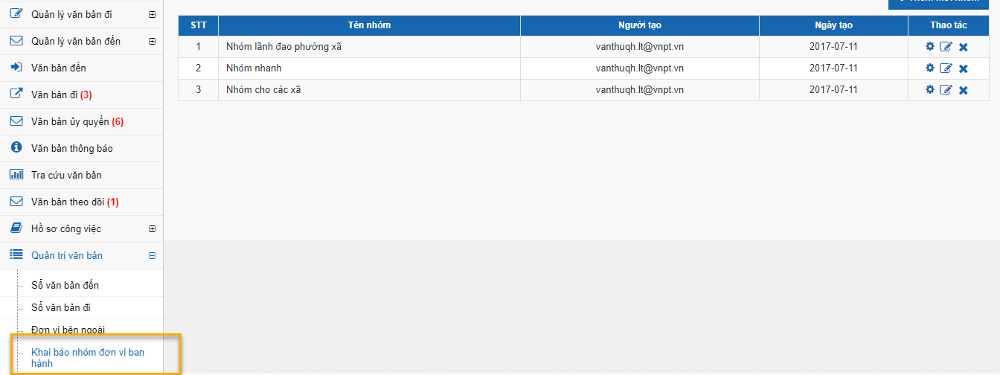 Quản lý văn bản đi
Quản lý văn bản đến
Văn bản đến
Văn bản đi (3)
Văn bản ủy quyền (6)
Văn bản thông báo
Tra cứu văn bản
Văn bản theo dõi (1)
Hồ sơ công việc
Quản trị văn bản
Sổ văn bản đến
Sổ văn bản đi
Đơn vị bên ngoài
Khai báo nhóm đơn vị ban
hành
STT Tên nhóm Người tạo Ngày tạo Thao tác
1 Nhóm lãnh đạo phường xã vanthuqh.lt@vnpt.vn 2017-07-11
2 Nhóm nhanh vanthuqh.lt@vnpt.vn 2017-07-11
3 Nhóm cho các xã vanthuqh.lt@vnpt.vn 2017-07-11